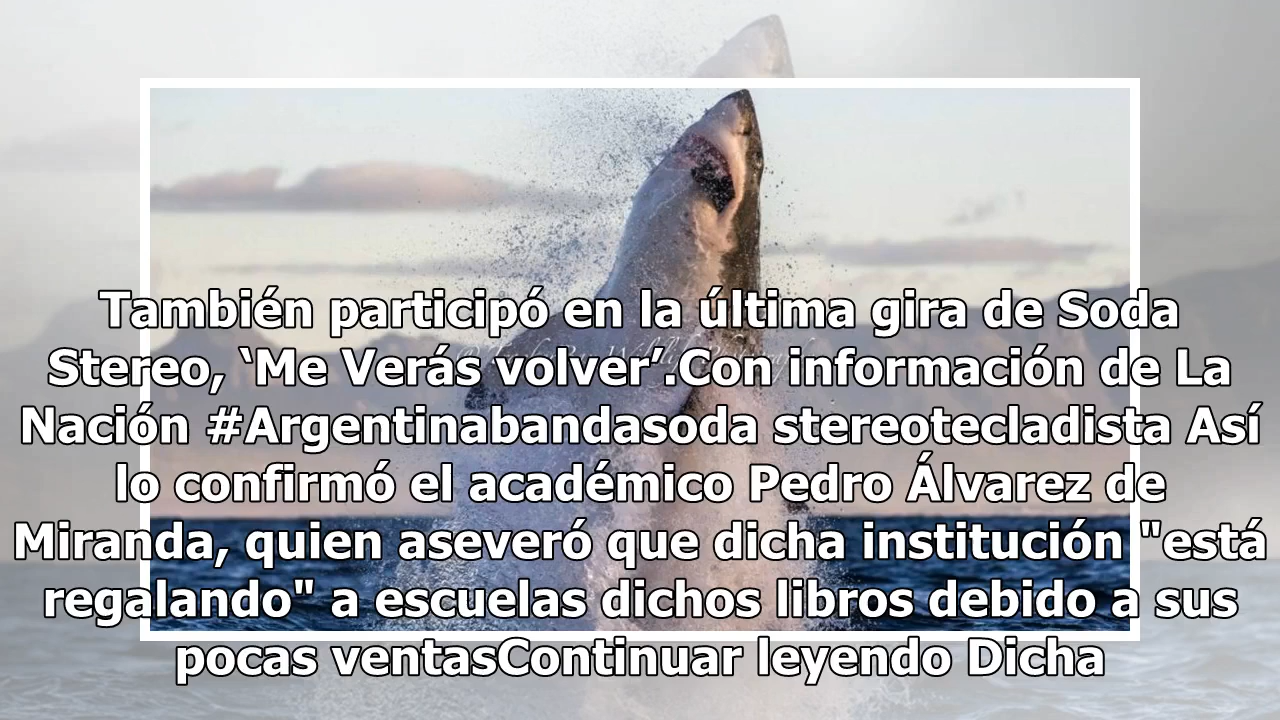 También participó en la última gira de Soda
Stereo, ‘Me Verás volver’.Con información de La
Nación #Argentinabandasoda stereotecladista Así
lo confirmó el académico Pedro Álvarez de
Miranda, quien aseveró que dicha institución "está
regalando" a escuelas dichos libros debido a sus
pocas ventasContinuar leyendo Dicha